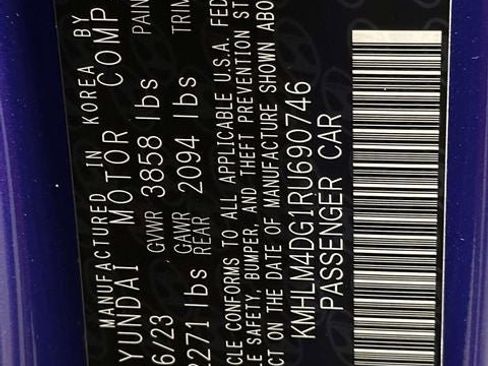 MANUFACTURED IN KOREA BY
YUNDAI MOTOR COMP
6/23 GVWR 3858 lbs PAIN
2271 lbs GAWR REAR 2094 lbs TRIM
CLE CONFORMS TO ALL APPLICABLE U.S.A. FED
LE SAFETY, BUMPER, AND THEFT PREVENTION ST
CT ON THE DATE OF MANUFACTURE SHOWN ABO
KMHLM4DG1RU690746
PASSENGER CAR